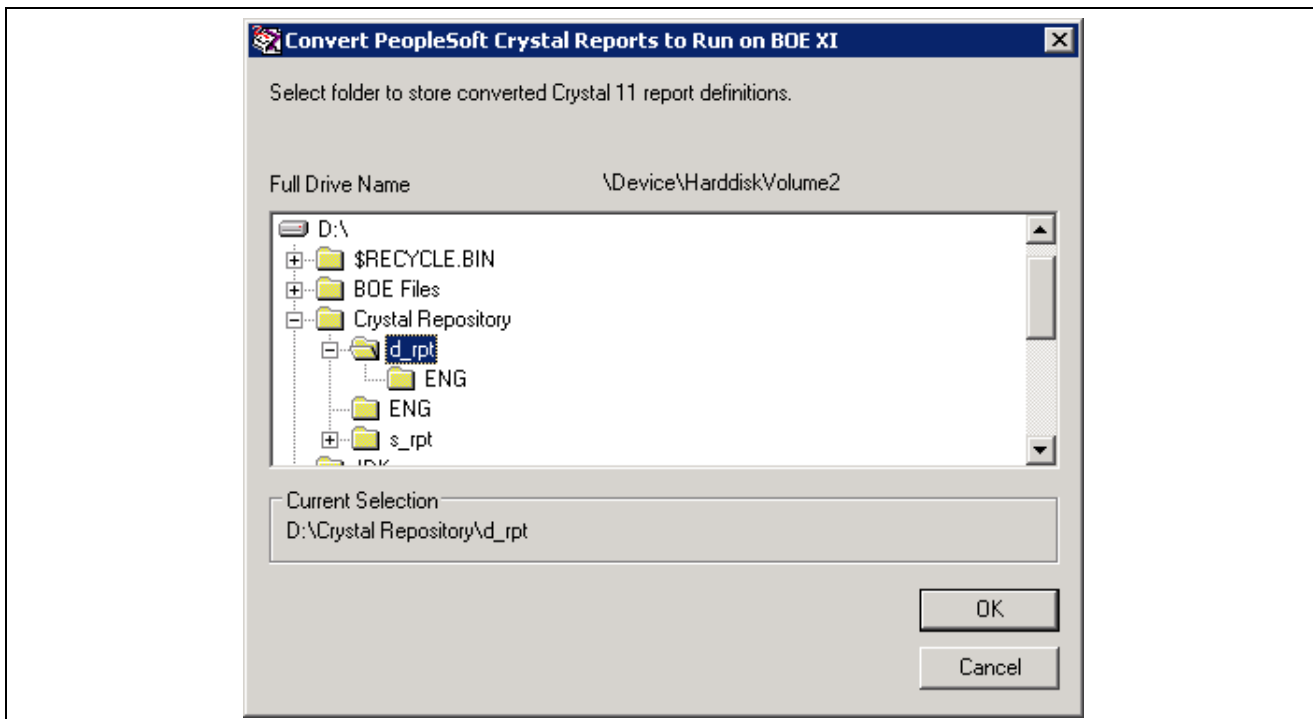 Convert PeopleSoft Crystal Reports to Run on BOE XI
Select folder to store converted Crystal 11 report definitions.
Full Drive Name \Device\HarddiskVolume2
D:\
$RECYCLE.BIN
BOE Files
Crystal Repository
d_rpt
ENG
ENG
s_rpt
Current Selection
D:\Crystal Repository\d_rpt
OK
Cancel